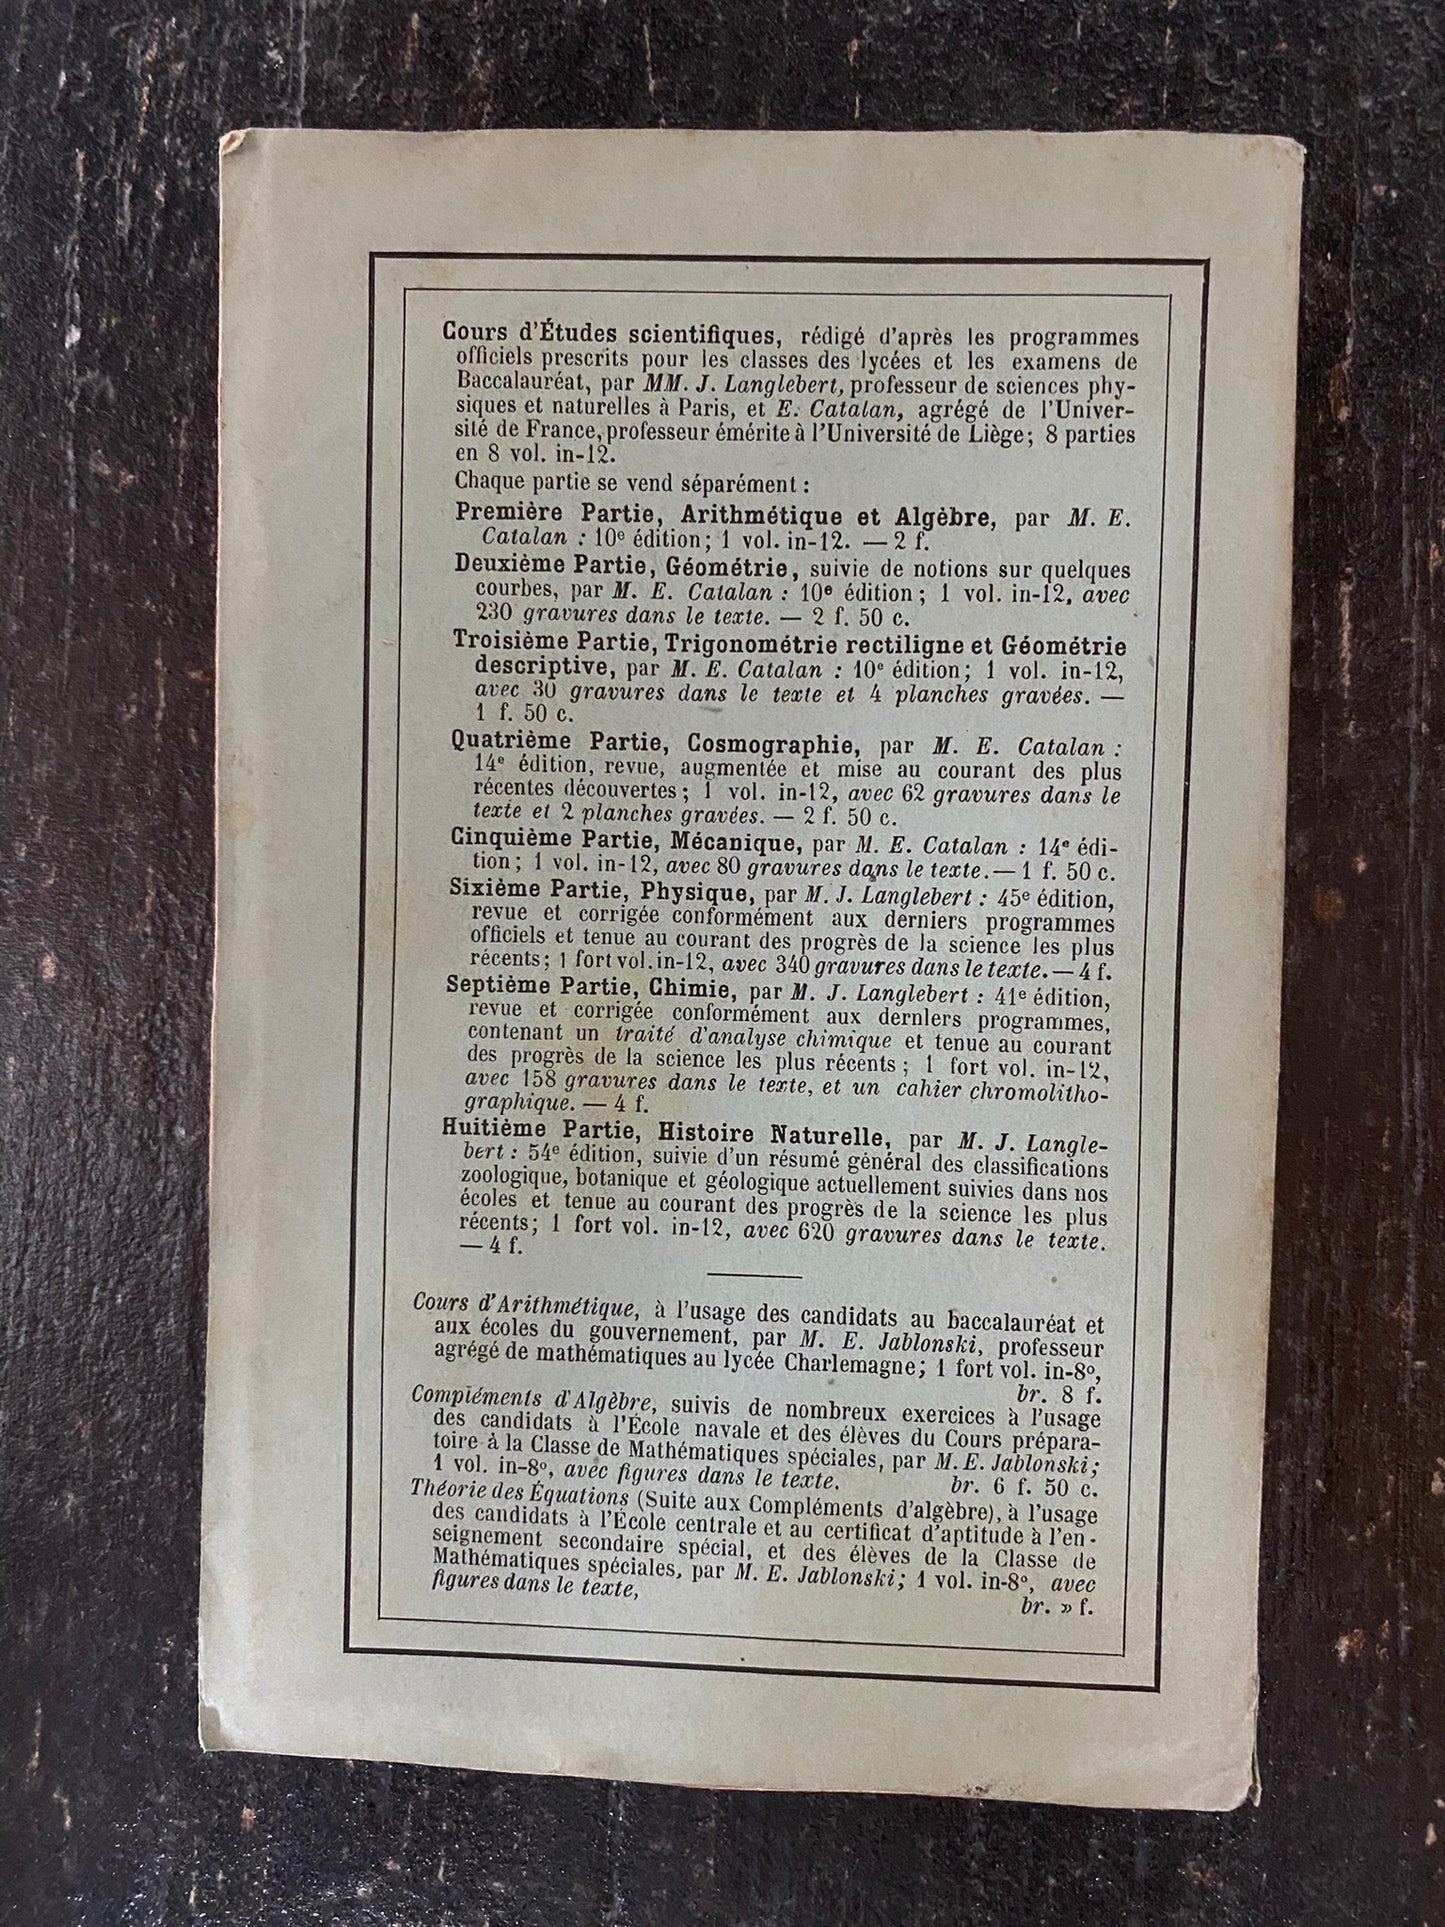 Cours d'Études scientifiques, rédigé d'après les programmes
officiels prescrits pour les classes des lycées et les examens de
Baccalauréat, par MM. J. Langlebert, professeur de sciences phy-
siques et naturelles à Paris, et E. Catalan, agrégé de l'Univer-
sité de France, professeur émérite à l'Université de Liège; 8 parties
en 8 vol. in-12.
Chaque partie se vend séparément :
Première Partie, Arithmétique et Algèbre, par M. E.
Catalan : 10e édition; 1 vol. in-12. — 2 f.
Deuxième Partie, Géométrie, suivie de notions sur quelques
courbes, par M. E. Catalan : 10e édition; 1 vol. in-12, avec
230 gravures dans le texte. — 2 f. 50 c.
Troisième Partie, Trigonométrie rectiligne et Géométrie
descriptive, par M. E. Catalan : 10e édition; 1 vol. in-12,
avec 30 gravures dans le texte et 4 planches gravées. —
1 f. 50 c.
Quatrième Partie, Cosmographie, par M. E. Catalan :
14e édition, revue, augmentée et mise au courant des plus
récentes découvertes; 1 vol. in-12, avec 62 gravures dans le
texte et 2 planches gravées. — 2 f. 50 c.
Cinquième Partie, Mécanique, par M. E. Catalan : 14e édi-
tion; 1 vol. in-12, avec 80 gravures dans le texte. — 1 f. 50 c.
Sixième Partie, Physique, par M. J. Langlebert : 45e édition,
revue et corrigée conformément aux derniers programmes
officiels et tenue au courant des progrès de la science les plus
récents; 1 fort vol. in-12, avec 340 gravures dans le texte. — 4 f.
Septième Partie, Chimie, par M. J. Langlebert : 41e édition,
revue et corrigée conformément aux derniers programmes,
contenant un traité d'analyse chimique et tenue au courant
des progrès de la science les plus récents; 1 fort vol. in-12,
avec 158 gravures dans le texte, et un cahier chromolitho-
graphique. — 4 f.
Huitième Partie, Histoire Naturelle, par M. J. Langle-
bert : 54e édition, suivie d'un résumé général des classifications
zoologique, botanique et géologique actuellement suivies dans nos
écoles et tenue au courant des progrès de la science les plus
récents; 1 fort vol. in-12, avec 620 gravures dans le texte.
— 4 f.
Cours d'Arithmétique, à l'usage des candidats au baccalauréat et
aux écoles du gouvernement, par M. E. Jablonski, professeur
agrégé de mathématiques au lycée Charlemagne; 1 fort vol. in-8o,
br. 8 f.
Compléments d'Algèbre, suivis de nombreux exercices à l'usage
des candidats à l'École navale et des élèves du Cours prépara-
toire à la Classe de Mathématiques spéciales, par M. E. Jablonski;
1 vol. in-8o, avec figures dans le texte. br. 6 f. 50 c.
Théorie des Équations (Suite aux Compléments d'algèbre), à l'usage
des candidats à l'École centrale et au certificat d'aptitude à l'en-
seignement secondaire spécial, et des élèves de la Classe de
Mathématiques spéciales, par M. E. Jablonski; 1 vol. in-8o, avec
figures dans le texte,
br. » f.